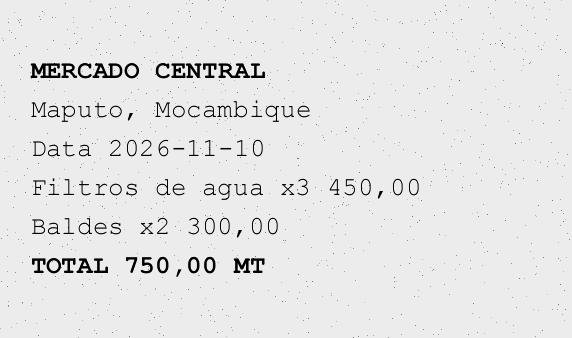 MERCADO CENTRAL
Maputo, Mocambique
Data 2026-11-10
Filtros de agua x3 450,00
Baldes x2 300,00
TOTAL 750,00 MT